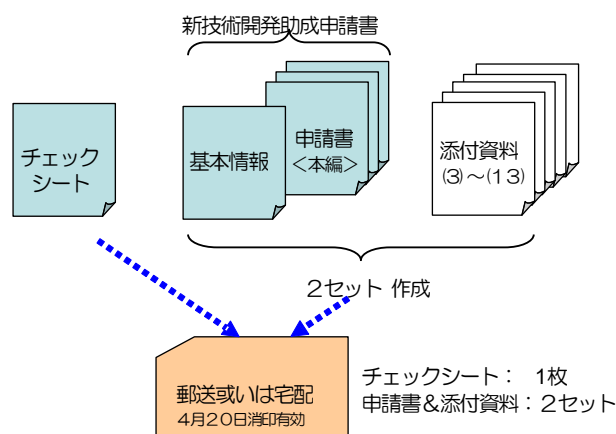 新技術開発助成申請書
チェック
シート
基本情報
申請書
<本編>
添付資料
(3)~(13)
2セット 作成
郵送或いは宅配
4月20日消印有効
チェックシート: 1枚
申請書&添付資料:2セット